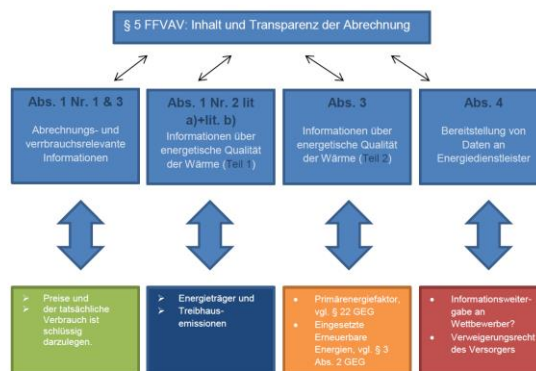 § 5 FFVAV: Inhalt und Transparenz der Abrechnung
Abs. 1 Nr. 1 & 3
Abrechnungs- und
verrbrauchsrelevante
Informationen
Abs. 1 Nr. 2 lit
a)+lit. b)
Informationen über
energetische Qualität
der Wärme (Teil 1)
Abs. 3
Informationen über
energetische Qualität
der Wärme (Teil 2)
Abs. 4
Bereitstellung von
Daten an
Energiedienstleister
➢ Preise und
➢ der tatsächliche
Verbrauch ist
schlüssig
darzulegen.
➢ Energieträger und
➢ Treibhaus-
emissionen
• Primärenergiefaktor,
vgl. § 22 GEG
• Eingesetzte
Erneuerbare
Energien, vgl. § 3
Abs. 2 GEG
• Informationsweiter-
gabe an
Wettbewerber?
• Verweigerungsrecht
des Versorgers